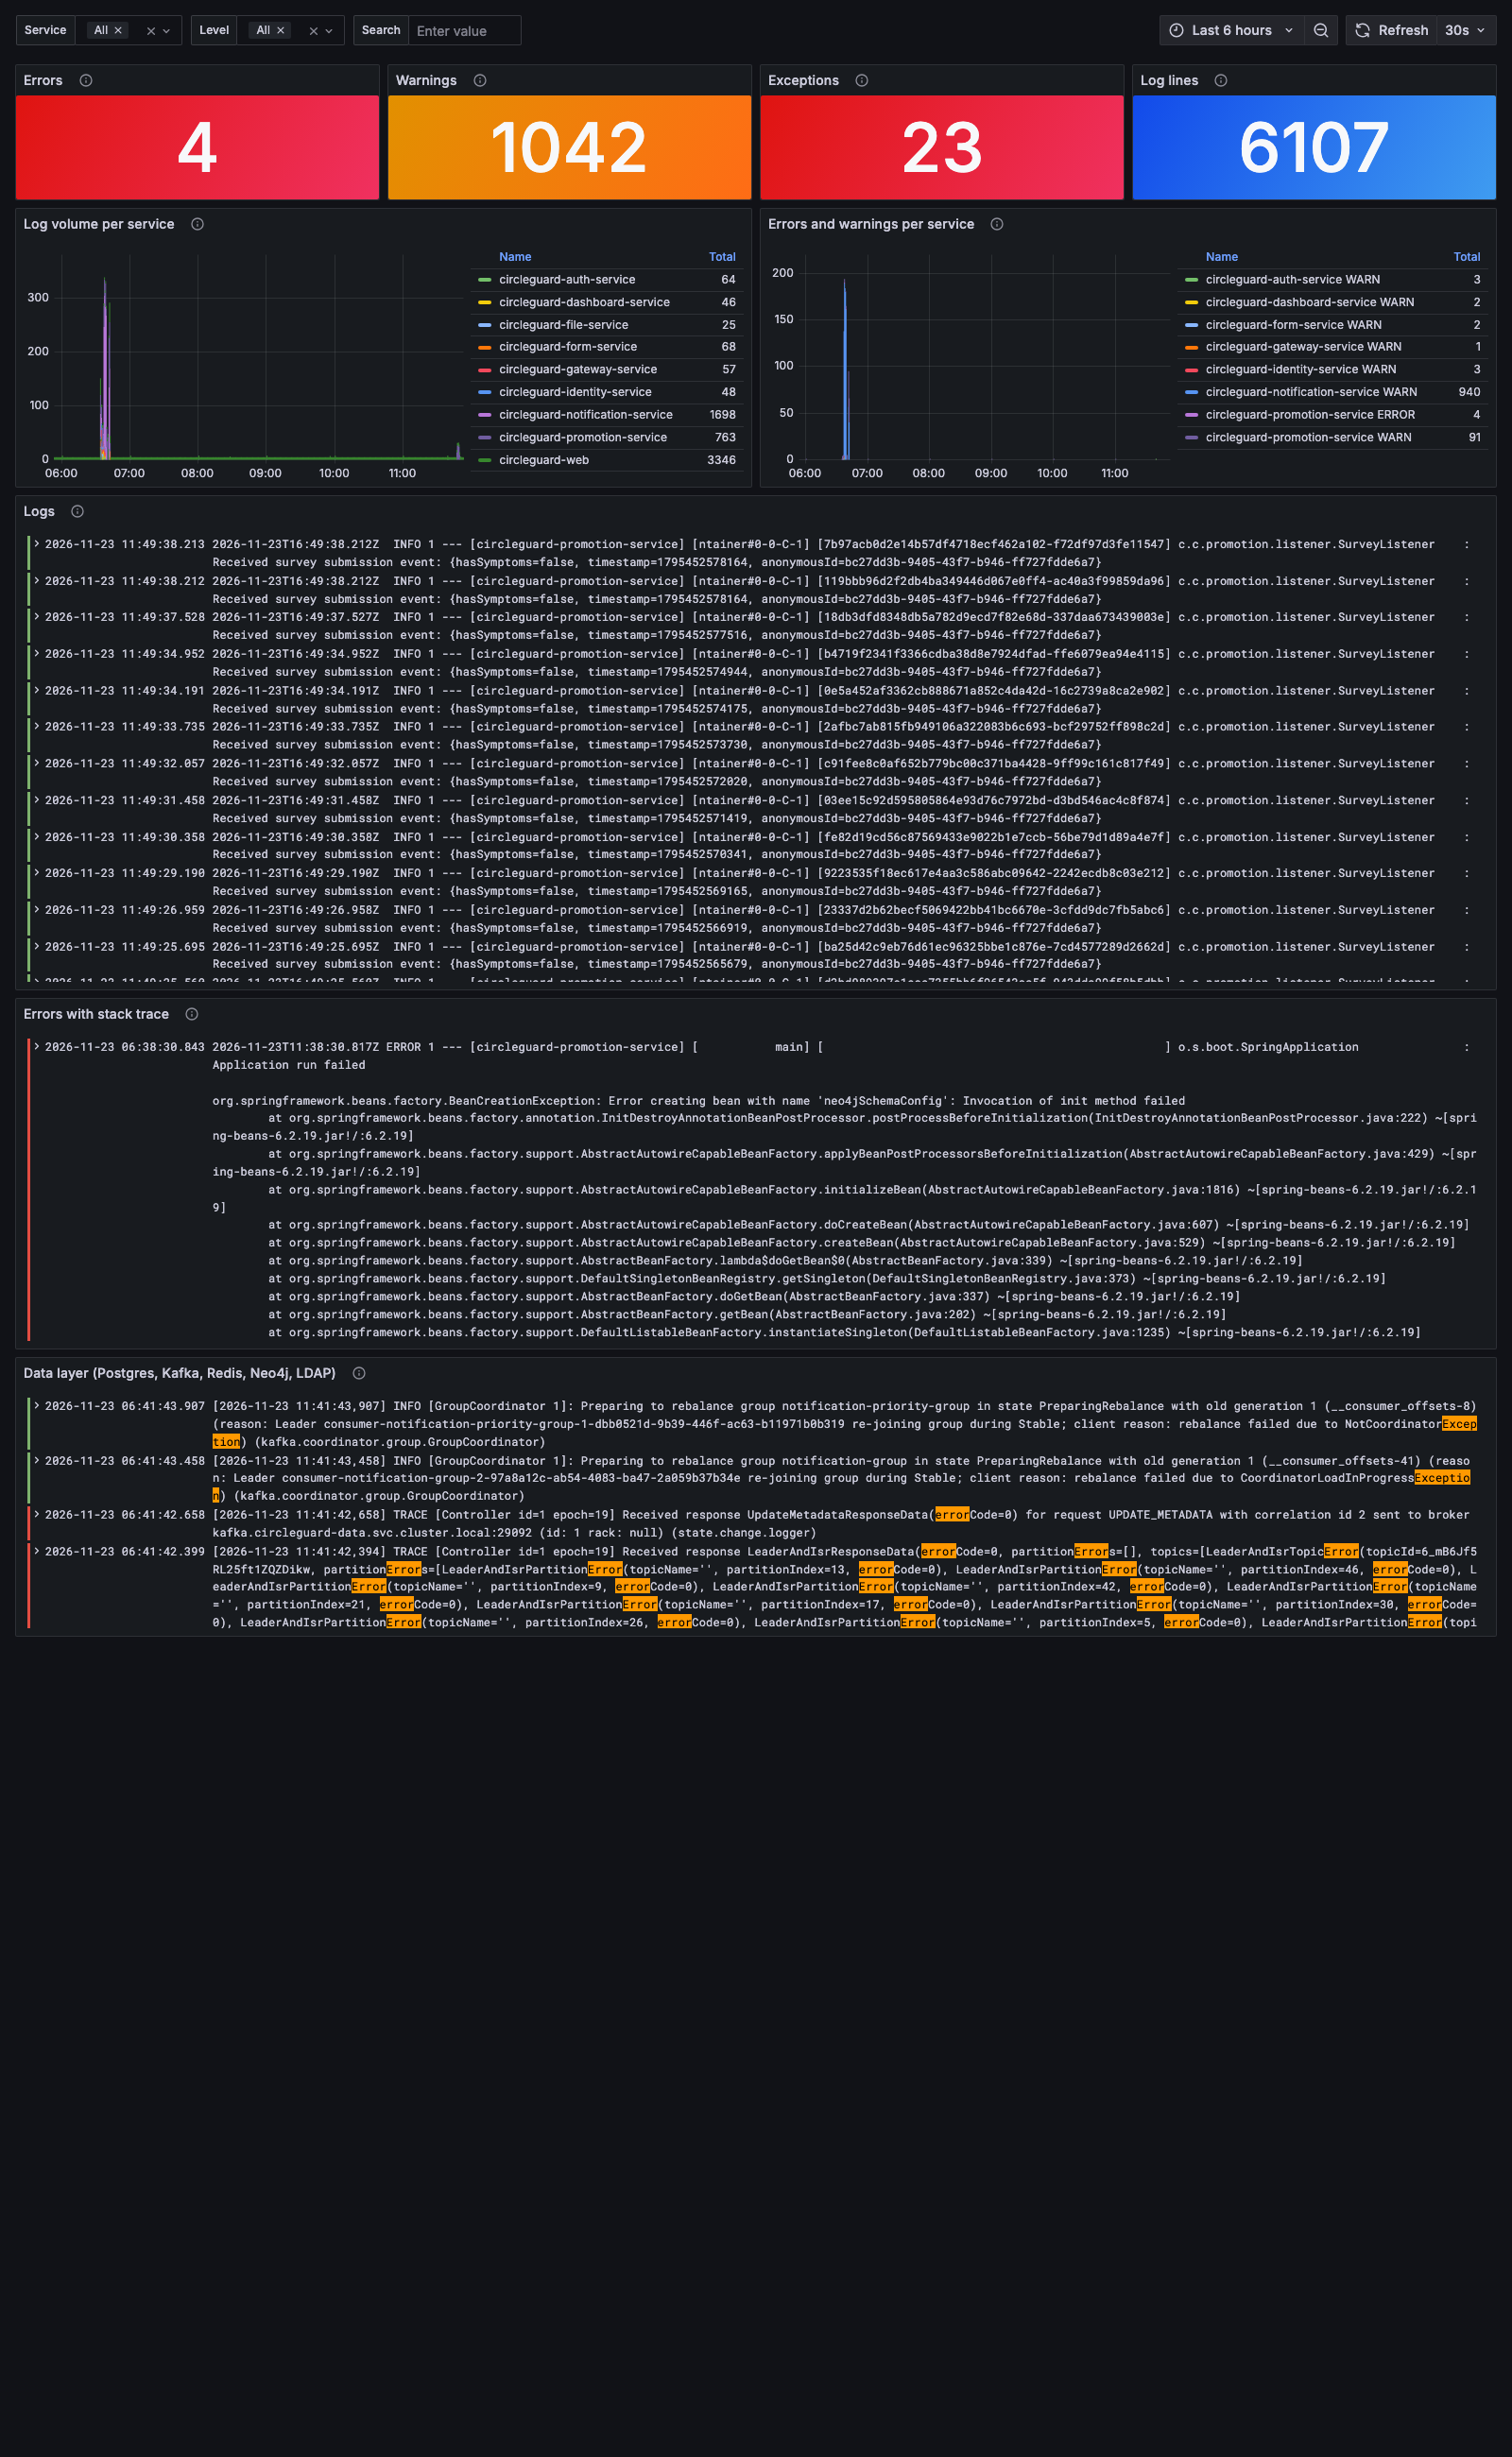 Service All Level All Search Enter value Last 6 hours Refresh 30s
Errors Warnings Exceptions Log lines
4 1042 23 6107
Log volume per service
Name Total
300
200
100
0
06:00 07:00 08:00 09:00 10:00 11:00
circleguard-auth-service 64
circleguard-dashboard-service 46
circleguard-file-service 25
circleguard-form-service 68
circleguard-gateway-service 57
circleguard-identity-service 48
circleguard-notification-service 1698
circleguard-promotion-service 763
circleguard-web 3346
Errors and warnings per service
Name Total
200
150
100
50
0
06:00 07:00 08:00 09:00 10:00 11:00
circleguard-auth-service WARN 3
circleguard-dashboard-service WARN 2
circleguard-form-service WARN 2
circleguard-gateway-service WARN 1
circleguard-identity-service WARN 3
circleguard-notification-service WARN 940
circleguard-promotion-service ERROR 4
circleguard-promotion-service WARN 91
Logs
2026-11-23 11:49:38.213 2026-11-23T16:49:38.212Z INFO 1 --- [circleguard-promotion-service] [ntainer#0-0-C-1] [7b97acb0d2e14b57df4718ecf462a102-f72df97d3fe11547] c.c.promotion.listener.SurveyListener :
Received survey submission event: {hasSymptoms=false, timestamp=1795452578164, anonymousId=bc27dd3b-9405-43f7-b946-ff727fdde6a7}
2026-11-23 11:49:38.212 2026-11-23T16:49:38.212Z INFO 1 --- [circleguard-promotion-service] [ntainer#0-0-C-1] [119bbb96d2f2db4ba349446d067e0ff4-ac40a3f99859da96] c.c.promotion.listener.SurveyListener :
Received survey submission event: {hasSymptoms=false, timestamp=1795452578164, anonymousId=bc27dd3b-9405-43f7-b946-ff727fdde6a7}
2026-11-23 11:49:37.528 2026-11-23T16:49:37.527Z INFO 1 --- [circleguard-promotion-service] [ntainer#0-0-C-1] [18db3dfd8348db5a782d9ecd7f82e68d-337daa673439003e] c.c.promotion.listener.SurveyListener :
Received survey submission event: {hasSymptoms=false, timestamp=1795452577516, anonymousId=bc27dd3b-9405-43f7-b946-ff727fdde6a7}
2026-11-23 11:49:34.952 2026-11-23T16:49:34.952Z INFO 1 --- [circleguard-promotion-service] [ntainer#0-0-C-1] [b4719f2341f3366cdba38d8e7924dfad-ffe6079ea94e4115] c.c.promotion.listener.SurveyListener :
Received survey submission event: {hasSymptoms=false, timestamp=1795452574944, anonymousId=bc27dd3b-9405-43f7-b946-ff727fdde6a7}
2026-11-23 11:49:34.191 2026-11-23T16:49:34.191Z INFO 1 --- [circleguard-promotion-service] [ntainer#0-0-C-1] [0e5a452af3362cb888671a852c4da42d-16c2739a8ca2e902] c.c.promotion.listener.SurveyListener :
Received survey submission event: {hasSymptoms=false, timestamp=1795452574175, anonymousId=bc27dd3b-9405-43f7-b946-ff727fdde6a7}
2026-11-23 11:49:33.735 2026-11-23T16:49:33.735Z INFO 1 --- [circleguard-promotion-service] [ntainer#0-0-C-1] [2afbc7ab815fb949106a322083b6c693-bcf29752ff898c2d] c.c.promotion.listener.SurveyListener :
Received survey submission event: {hasSymptoms=false, timestamp=1795452573730, anonymousId=bc27dd3b-9405-43f7-b946-ff727fdde6a7}
2026-11-23 11:49:32.057 2026-11-23T16:49:32.057Z INFO 1 --- [circleguard-promotion-service] [ntainer#0-0-C-1] [c91fee8c0af652b779bc00c371ba4428-9ff99c161c817f49] c.c.promotion.listener.SurveyListener :
Received survey submission event: {hasSymptoms=false, timestamp=1795452572020, anonymousId=bc27dd3b-9405-43f7-b946-ff727fdde6a7}
2026-11-23 11:49:31.458 2026-11-23T16:49:31.458Z INFO 1 --- [circleguard-promotion-service] [ntainer#0-0-C-1] [03ee15c92d595805864e93d76c7972bd-d3bd546ac4c8f874] c.c.promotion.listener.SurveyListener :
Received survey submission event: {hasSymptoms=false, timestamp=1795452571419, anonymousId=bc27dd3b-9405-43f7-b946-ff727fdde6a7}
2026-11-23 11:49:30.358 2026-11-23T16:49:30.358Z INFO 1 --- [circleguard-promotion-service] [ntainer#0-0-C-1] [fe82d19cd56c87569433e9022b1e7ccb-56be79d1d89a4e7f] c.c.promotion.listener.SurveyListener :
Received survey submission event: {hasSymptoms=false, timestamp=1795452570341, anonymousId=bc27dd3b-9405-43f7-b946-ff727fdde6a7}
2026-11-23 11:49:29.190 2026-11-23T16:49:29.190Z INFO 1 --- [circleguard-promotion-service] [ntainer#0-0-C-1] [9223535f18ec617e4aa3c586abc09642-2242ecdb8c03e212] c.c.promotion.listener.SurveyListener :
Received survey submission event: {hasSymptoms=false, timestamp=1795452569165, anonymousId=bc27dd3b-9405-43f7-b946-ff727fdde6a7}
2026-11-23 11:49:26.959 2026-11-23T16:49:26.958Z INFO 1 --- [circleguard-promotion-service] [ntainer#0-0-C-1] [23337d2b62becf5069422bb41bc6670e-3cfdd9dc7fb5abc6] c.c.promotion.listener.SurveyListener :
Received survey submission event: {hasSymptoms=false, timestamp=1795452566919, anonymousId=bc27dd3b-9405-43f7-b946-ff727fdde6a7}
2026-11-23 11:49:25.695 2026-11-23T16:49:25.695Z INFO 1 --- [circleguard-promotion-service] [ntainer#0-0-C-1] [ba25d42c9eb76d61ec96325bbe1c876e-7cd4577289d2662d] c.c.promotion.listener.SurveyListener :
Received survey submission event: {hasSymptoms=false, timestamp=1795452565679, anonymousId=bc27dd3b-9405-43f7-b946-ff727fdde6a7}
Errors with stack trace
2026-11-23 06:38:30.843 2026-11-23T11:38:30.817Z ERROR 1 --- [circleguard-promotion-service] [ main] [ ] o.s.boot.SpringApplication :
Application run failed
org.springframework.beans.factory.BeanCreationException: Error creating bean with name 'neo4jSchemaConfig': Invocation of init method failed
at org.springframework.beans.factory.annotation.InitDestroyAnnotationBeanPostProcessor.postProcessBeforeInitialization(InitDestroyAnnotationBeanPostProcessor.java:222) ~[spri
ng-beans-6.2.19.jar!/:6.2.19]
at org.springframework.beans.factory.support.AbstractAutowireCapableBeanFactory.applyBeanPostProcessorsBeforeInitialization(AbstractAutowireCapableBeanFactory.java:429) ~[spr
ing-beans-6.2.19.jar!/:6.2.19]
at org.springframework.beans.factory.support.AbstractAutowireCapableBeanFactory.initializeBean(AbstractAutowireCapableBeanFactory.java:1816) ~[spring-beans-6.2.19.jar!/:6.2.1
9]
at org.springframework.beans.factory.support.AbstractAutowireCapableBeanFactory.doCreateBean(AbstractAutowireCapableBeanFactory.java:607) ~[spring-beans-6.2.19.jar!/:6.2.19]
at org.springframework.beans.factory.support.AbstractAutowireCapableBeanFactory.createBean(AbstractAutowireCapableBeanFactory.java:529) ~[spring-beans-6.2.19.jar!/:6.2.19]
at org.springframework.beans.factory.support.AbstractBeanFactory.lambda$doGetBean$0(AbstractBeanFactory.java:339) ~[spring-beans-6.2.19.jar!/:6.2.19]
at org.springframework.beans.factory.support.DefaultSingletonBeanRegistry.getSingleton(DefaultSingletonBeanRegistry.java:373) ~[spring-beans-6.2.19.jar!/:6.2.19]
at org.springframework.beans.factory.support.AbstractBeanFactory.doGetBean(AbstractBeanFactory.java:337) ~[spring-beans-6.2.19.jar!/:6.2.19]
at org.springframework.beans.factory.support.AbstractBeanFactory.getBean(AbstractBeanFactory.java:202) ~[spring-beans-6.2.19.jar!/:6.2.19]
at org.springframework.beans.factory.support.DefaultListableBeanFactory.instantiateSingleton(DefaultListableBeanFactory.java:1235) ~[spring-beans-6.2.19.jar!/:6.2.19]
Data layer (Postgres, Kafka, Redis, Neo4j, LDAP)
2026-11-23 06:41:43.907 [2026-11-23 11:41:43,907] INFO [GroupCoordinator 1]: Preparing to rebalance group notification-priority-group in state PreparingRebalance with old generation 1 (__consumer_offsets-8)
(reason: Leader consumer-notification-priority-group-1-dbb0521d-9b39-446f-ac63-b11971b0b319 re-joining group during Stable; client reason: rebalance failed due to NotCoordinatorExcep
tion) (kafka.coordinator.group.GroupCoordinator)
2026-11-23 06:41:43.458 [2026-11-23 11:41:43,458] INFO [GroupCoordinator 1]: Preparing to rebalance group notification-group in state PreparingRebalance with old generation 1 (__consumer_offsets-41) (reaso
n: Leader consumer-notification-group-2-97a8a12c-ab54-4083-ba47-2a059b37b34e re-joining group during Stable; client reason: rebalance failed due to CoordinatorLoadInProgressExceptio
n) (kafka.coordinator.group.GroupCoordinator)
2026-11-23 06:41:42.658 [2026-11-23 11:41:42,658] TRACE [Controller id=1 epoch=19] Received response UpdateMetadataResponseData(errorCode=0) for request UPDATE_METADATA with correlation id 2 sent to broker
kafka.circleguard-data.svc.cluster.local:29092 (id: 1 rack: null) (state.change.logger)
2026-11-23 06:41:42.399 [2026-11-23 11:41:42,394] TRACE [Controller id=1 epoch=19] Received response LeaderAndIsrResponseData(errorCode=0, partitionErrors=[], topics=[LeaderAndIsrTopicError(topicId=6_mB6Jf5
RL25ft1ZQZDikw, partitionErrors=[LeaderAndIsrPartitionError(topicName='', partitionIndex=13, errorCode=0), LeaderAndIsrPartitionError(topicName='', partitionIndex=46, errorCode=0), L
eaderAndIsrPartitionError(topicName='', partitionIndex=9, errorCode=0), LeaderAndIsrPartitionError(topicName='', partitionIndex=42, errorCode=0), LeaderAndIsrPartitionError(topicName
='', partitionIndex=21, errorCode=0), LeaderAndIsrPartitionError(topicName='', partitionIndex=17, errorCode=0), LeaderAndIsrPartitionError(topicName='', partitionIndex=30, errorCode=
0), LeaderAndIsrPartitionError(topicName='', partitionIndex=26, errorCode=0), LeaderAndIsrPartitionError(topicName='', partitionIndex=5, errorCode=0), LeaderAndIsrPartitionError(topi